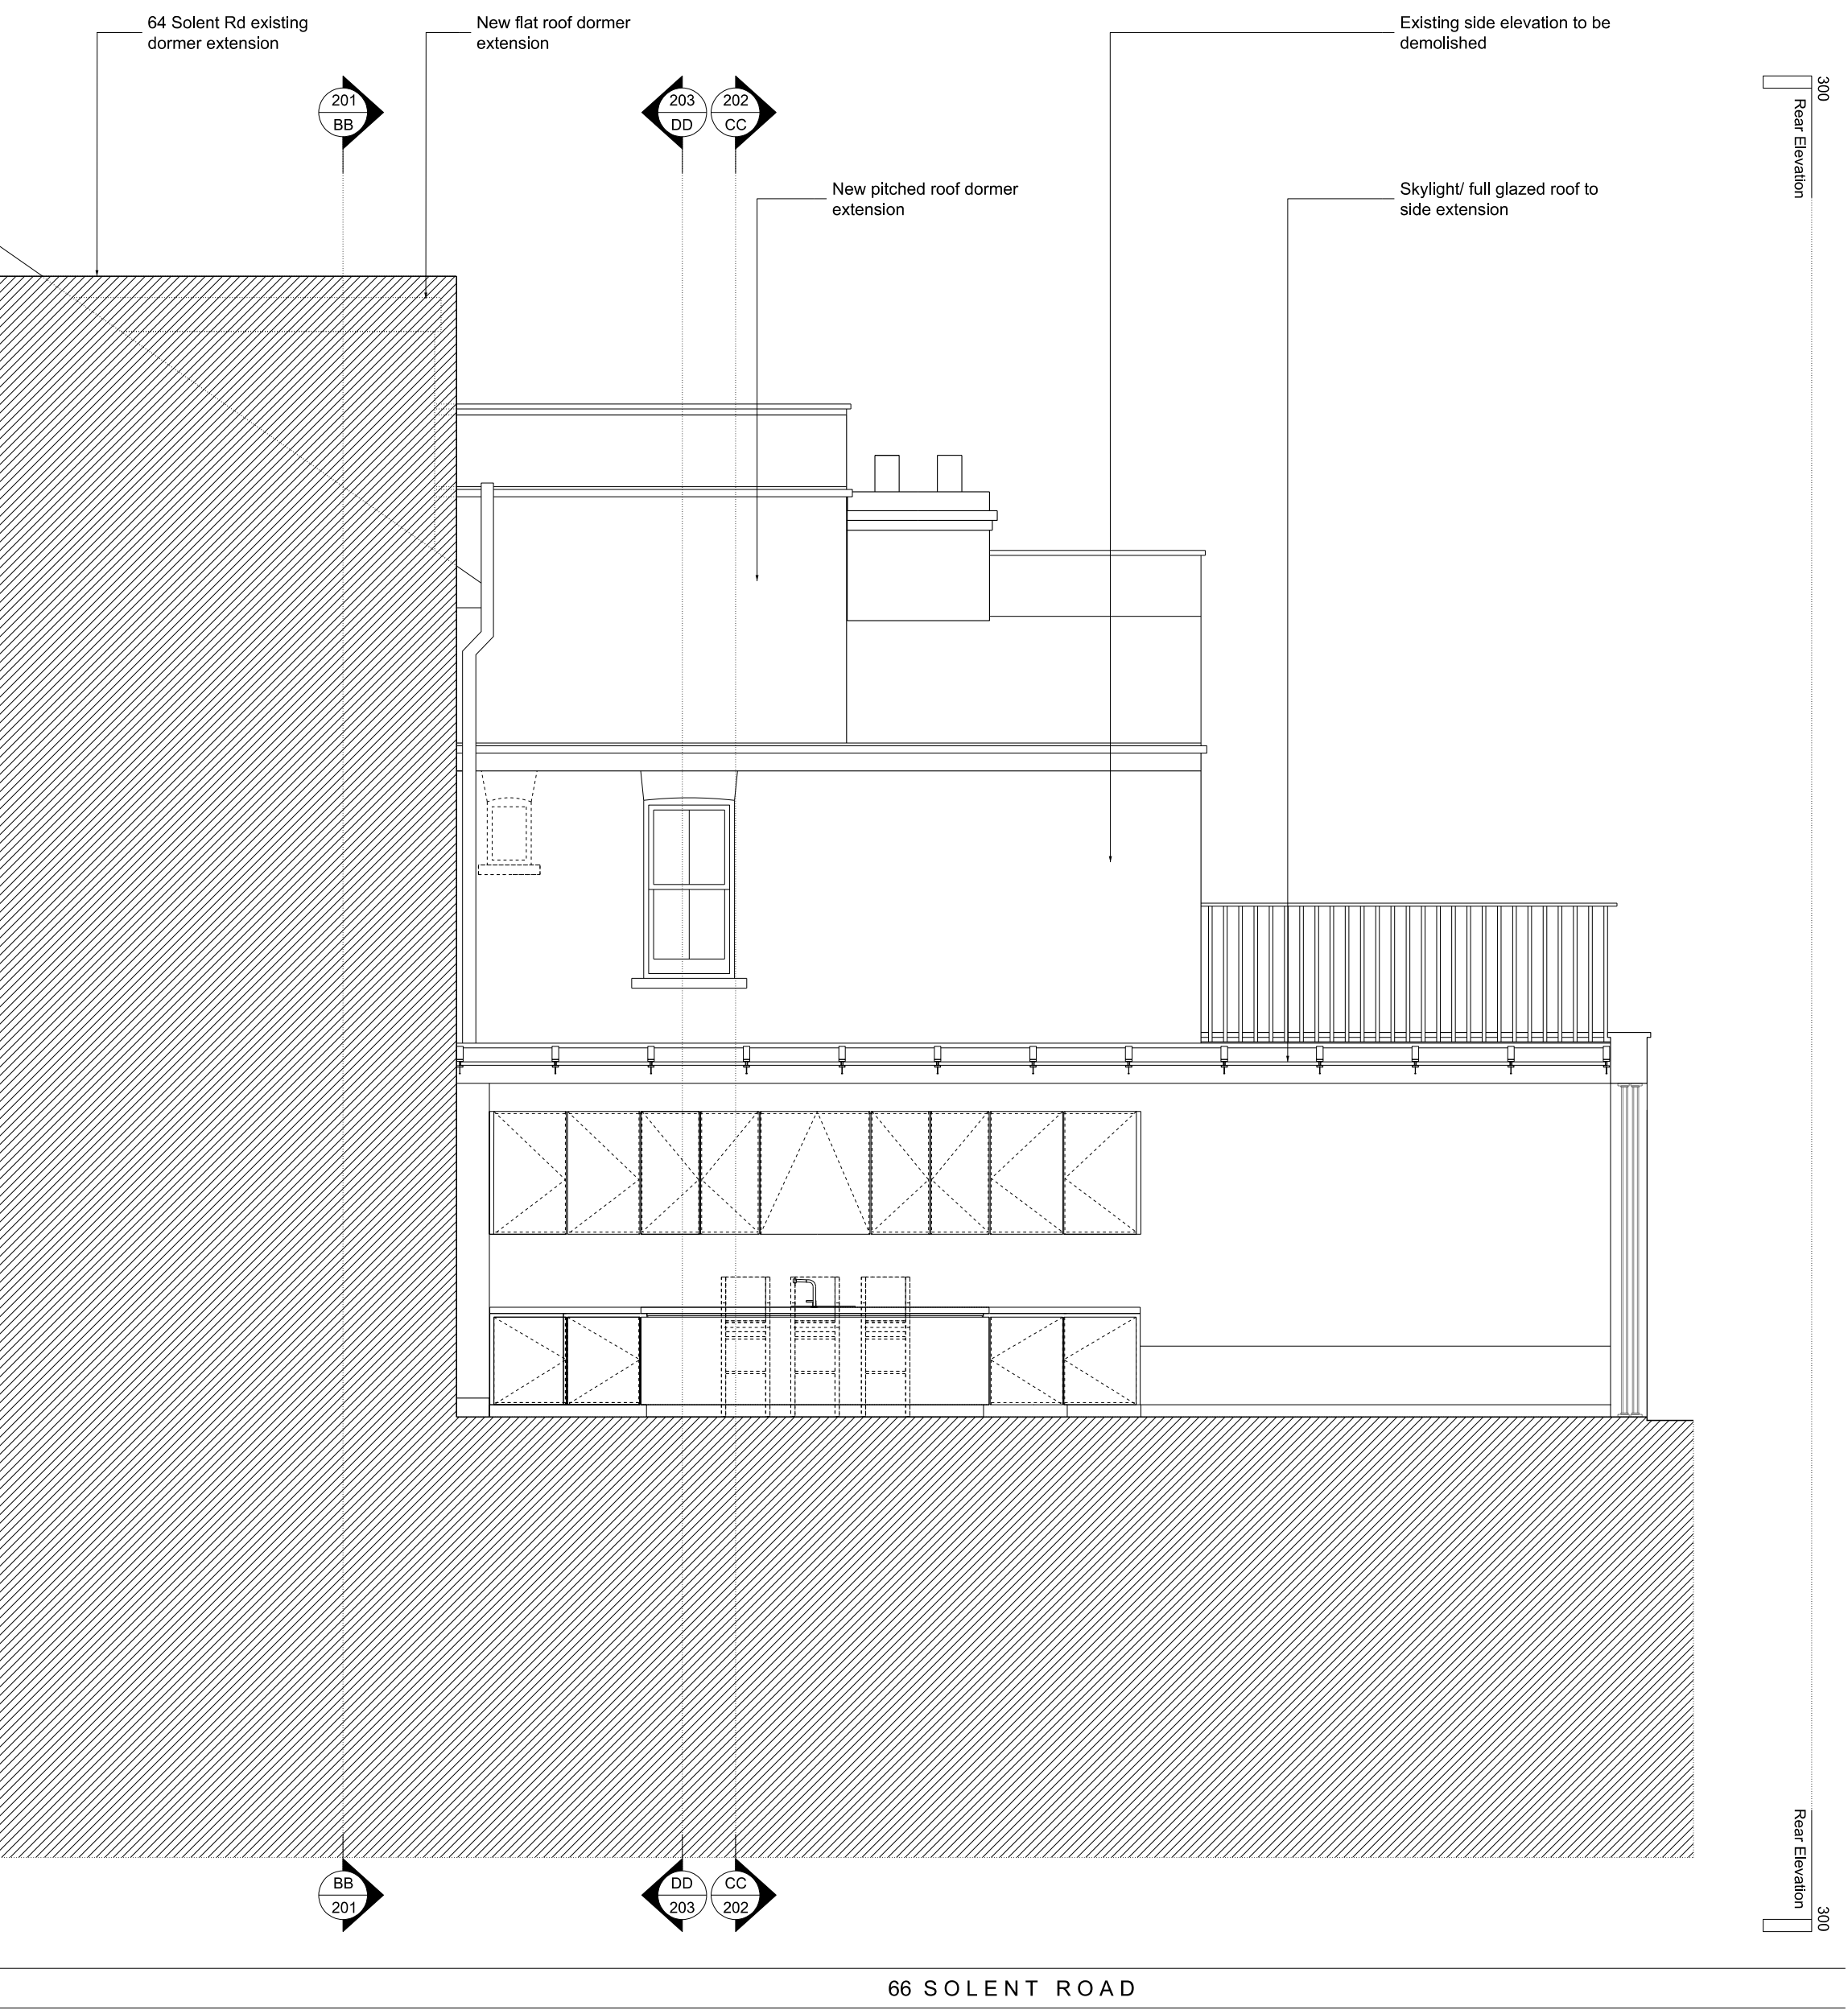 64 Solent Rd existing
dormer extension
New flat roof dormer
extension
Existing side elevation to be
demolished
300
Rear Elevation
201
BB
203
DD
202
CC
New pitched roof dormer
extension
Skylight/ full glazed roof to
side extension
Rear Elevation
300
BB
201
DD
203
CC
202
66 SOLENT ROAD